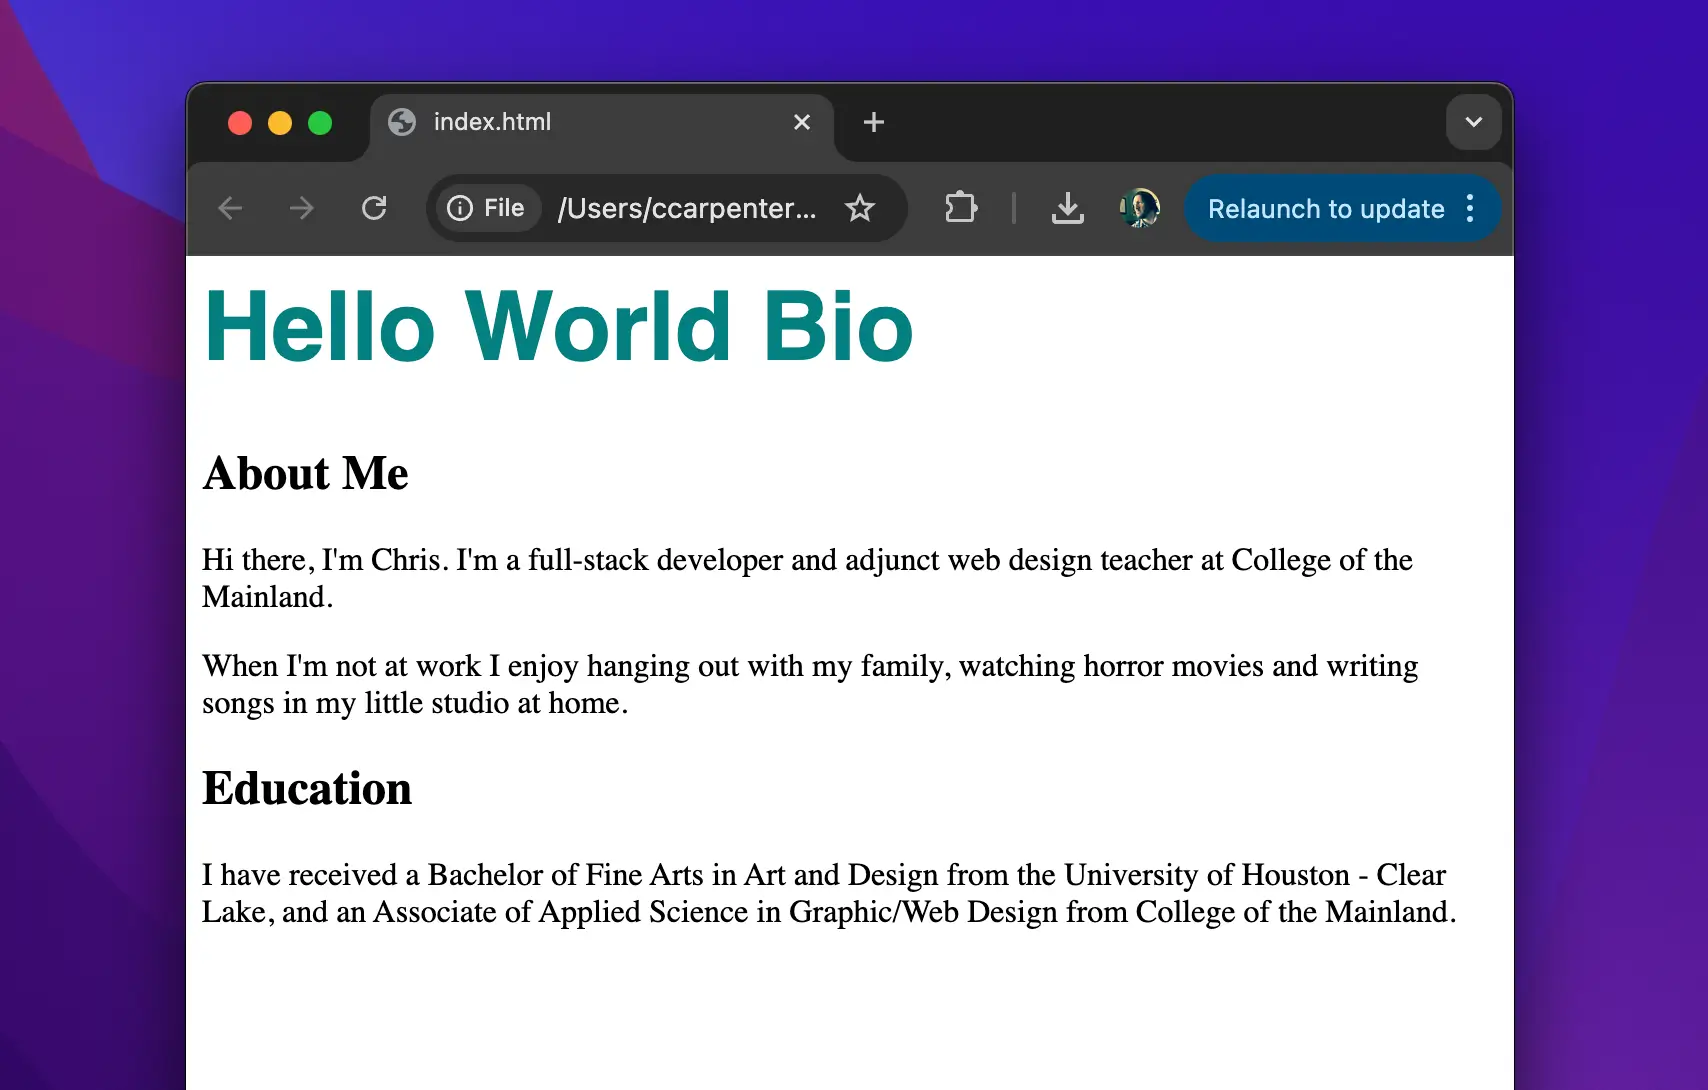 index.html
File /Users/ccarpenter... Relaunch to update
Hello World Bio
About Me
Hi there, I'm Chris. I'm a full-stack developer and adjunct web design teacher at College of the
Mainland.
When I'm not at work I enjoy hanging out with my family, watching horror movies and writing
songs in my little studio at home.
Education
I have received a Bachelor of Fine Arts in Art and Design from the University of Houston - Clear
Lake, and an Associate of Applied Science in Graphic/Web Design from College of the Mainland.